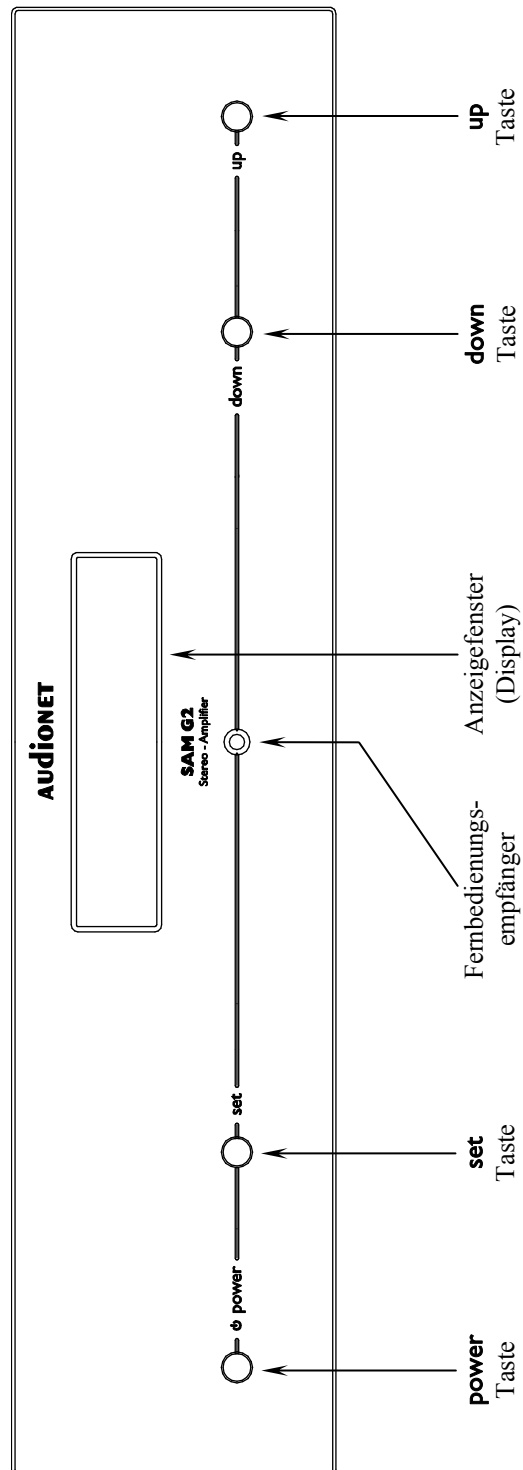 AUDIONET
SAM G2
Stereo - Amplifier
power
set
down
up
power
Taste
set
Taste
Fernbedienungs-
empfänger
Anzeigefenster
(Display)
down
Taste
up
Taste